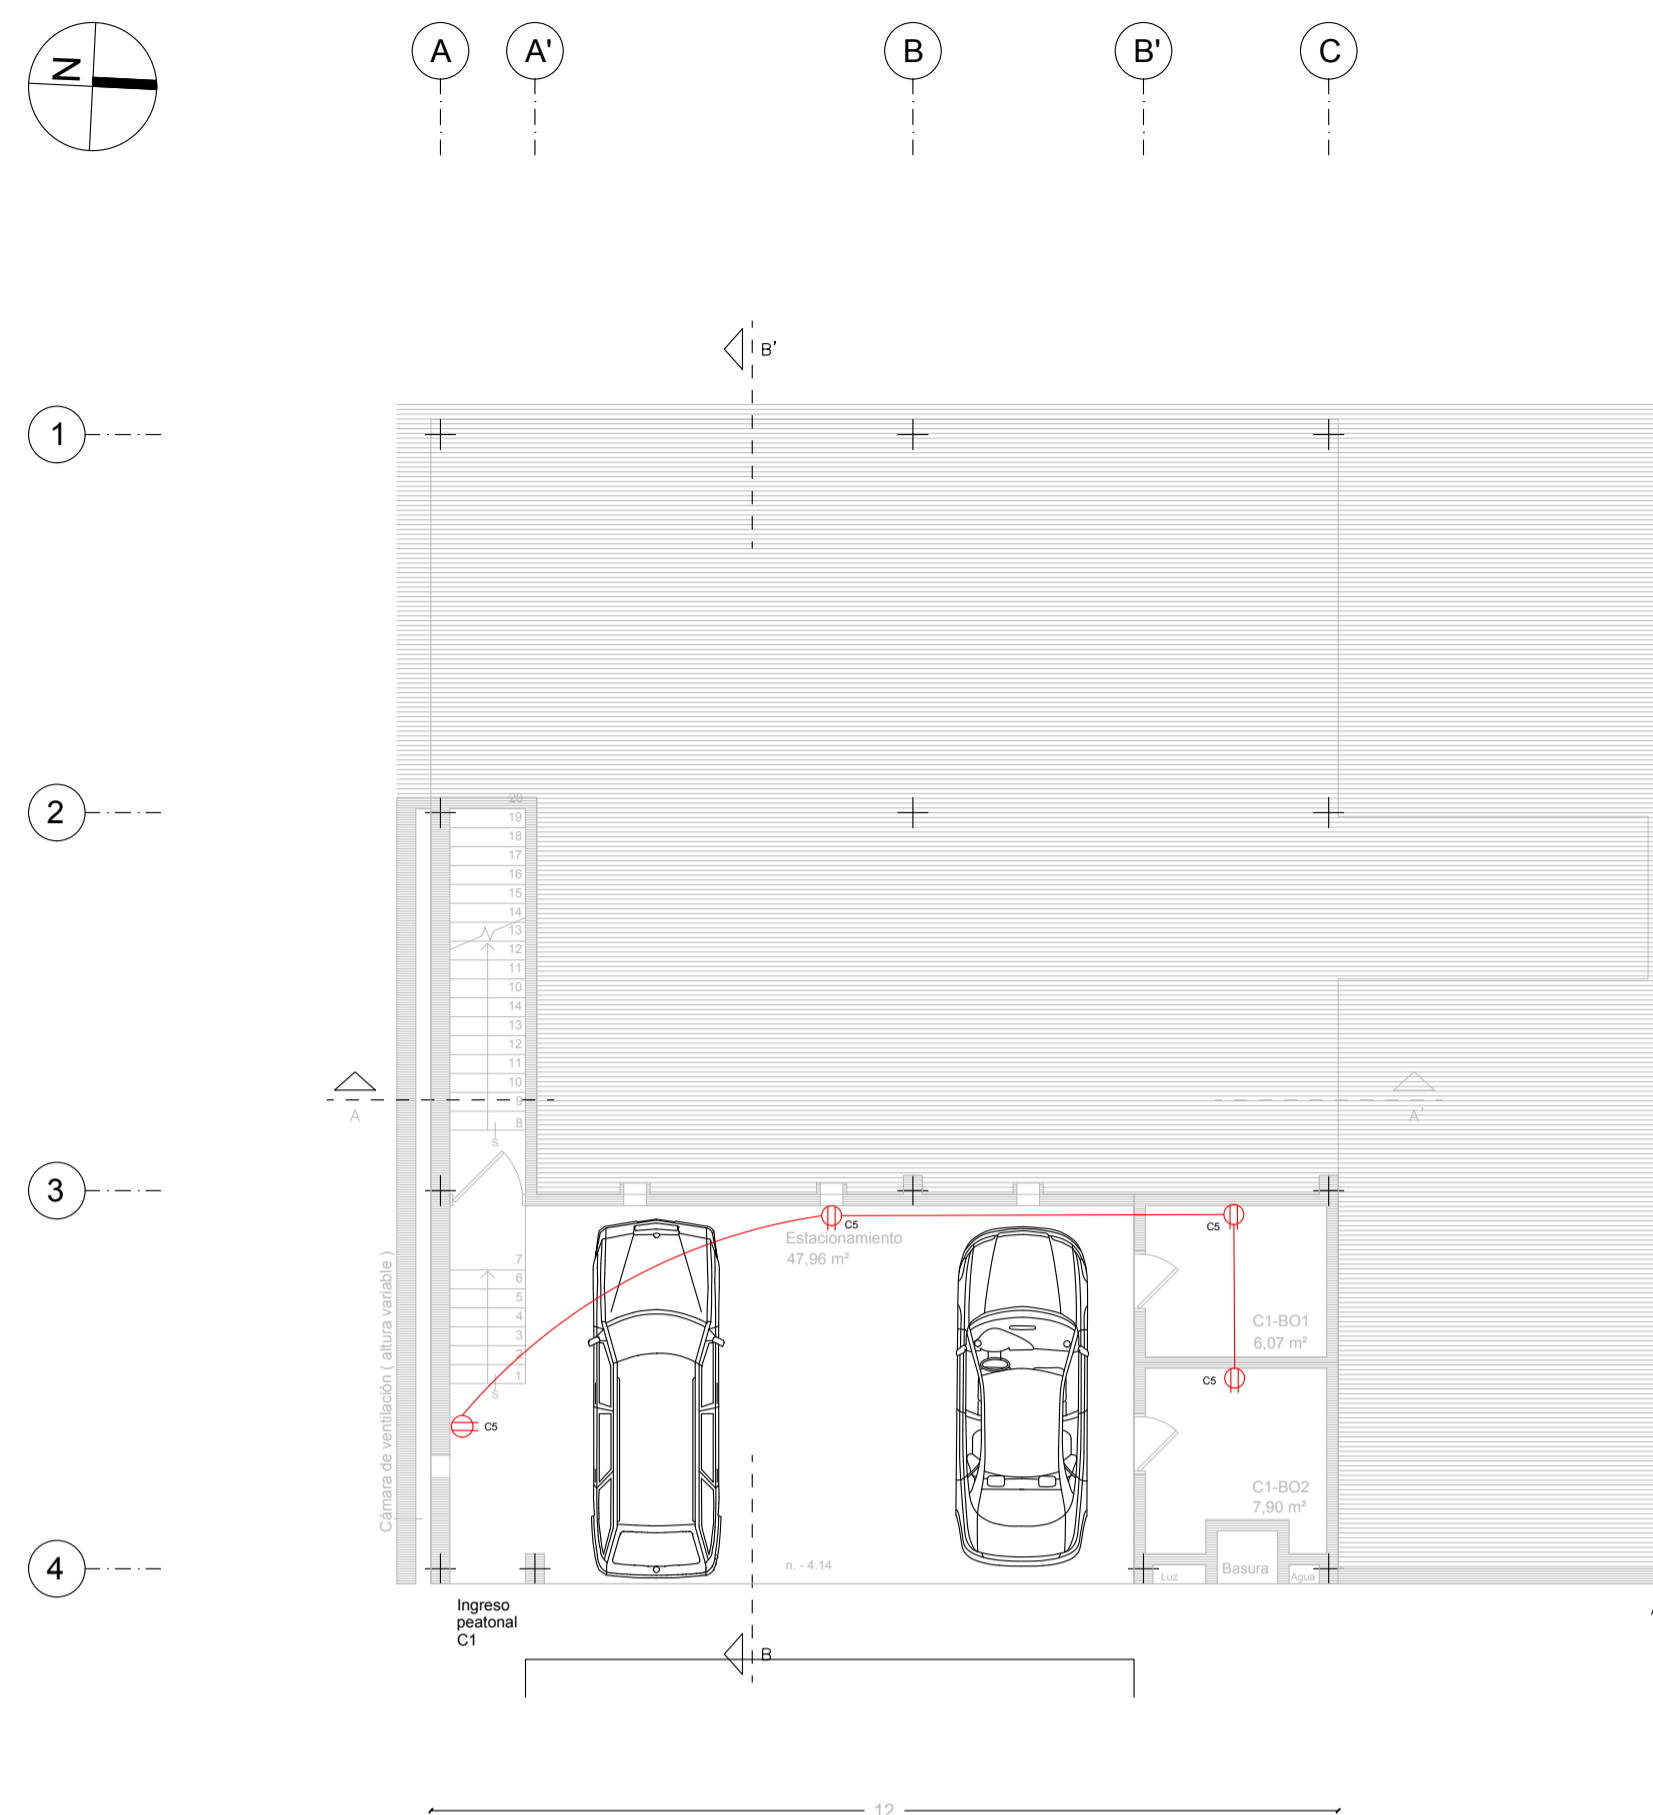 N
A
A'
B
B'
C
B'
1
2
20
19
18
17
16
15
14
13
12
11
10
14
13
12
11
10
9
8
S
A
A'
3
C5
C5
Estacionamiento
47,96 m²
7
6
5
4
3
2
1
S
Cámara de ventilación ( altura variable )
C1-BO1
6,07 m²
C5
C5
C1-BO2
7,90 m²
4
n. - 4.14
Luz
Basura
Agua
Ingreso
peatonal
C1
B
12